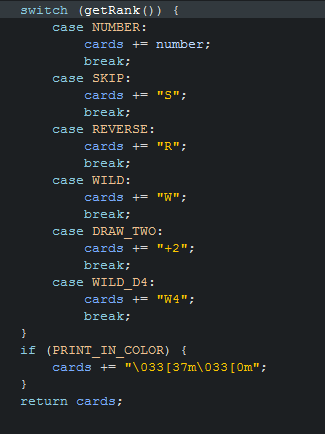 switch (getRank()) {
case NUMBER:
cards += number;
break;
case SKIP:
cards += "S";
break;
case REVERSE:
cards += "R";
break;
case WILD:
cards += "W";
break;
case DRAW_TWO:
cards += "+2";
break;
case WILD_D4:
cards += "W4";
break;
}
if (PRINT_IN_COLOR) {
cards += "\033[37m\033[0m";
}
return cards;